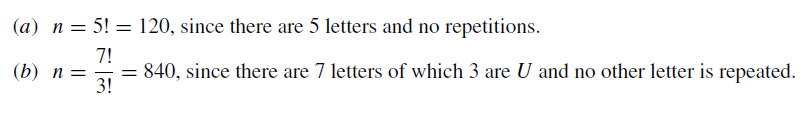 (a) n = 5! = 120, since there are 5 letters and no repetitions.
(b) n = 7!/3! = 840, since there are 7 letters of which 3 are U and no other letter is repeated.